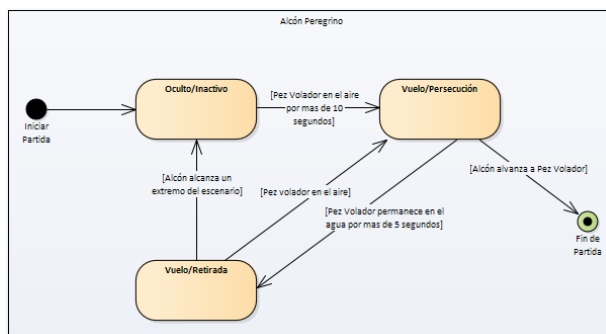 Alcón Peregrino
Oculto/Inactivo
Vuelo/Persecución
[Pez Volador en el aire
por mas de 10
segundos]
Iniciar
Partida
[Alcón alcanza un
extremo del escenario]
[Pez volador en el aire]
[Alcón alvanza a Pez Volador]
[Pez Volador permanece en el
agua por mas de 5 segundos]
Fin de
Partida
Vuelo/Retirada